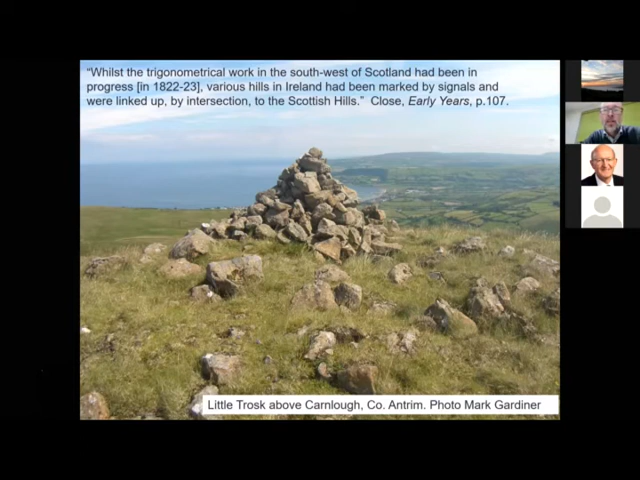 “Whilst the trigonometrical work in the south-west of Scotland had been in
progress [in 1822-23], various hills in Ireland had been marked by signals and
were linked up, by intersection, to the Scottish Hills.”  Close, Early Years, p.107.
Little Trosk above Carnlough, Co. Antrim. Photo Mark Gardiner